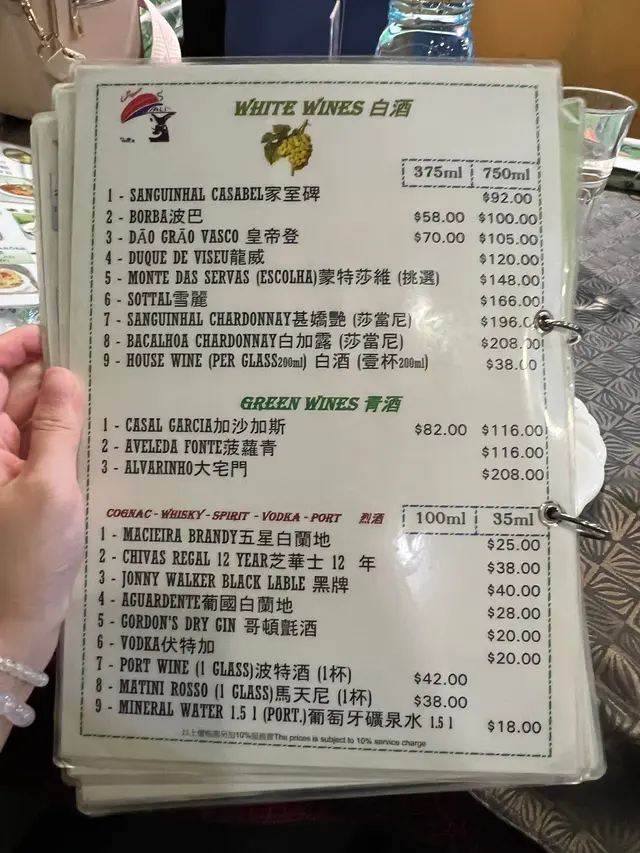 WHITE WINES 白酒
375ml 750ml
1 - SANGUINHAL CASABEL家室碑 $92.00
2 - BORBA波巴 $58.00 $100.00
3 - DÃO GRÃO VASCO 皇帝登 $70.00 $105.00
4 - DUQUE DE VISEU龍威 $120.00
5 - MONTE DAS SERVAS (ESCOLHA)蒙特莎維 (挑選) $148.00
6 - SOTTAL雪麗 $166.00
7 - SANGUINHAL CHARDONNAY甚嬌艷 (莎當尼) $196.0
8 - BACALHOA CHARDONNAY白加露 (莎當尼) $208.00
9 - HOUSE WINE (PER GLASS200ml) 白酒 (壹杯200ml) $38.00
GREEN WINES 青酒
1 - CASAL GARCIA加沙加斯 $82.00 $116.00
2 - AVELEDA FONTE菠蘿青 $116.00
3 - ALVARINHO大宅門 $208.00
COGNAC - WHISKY - SPIRIT - VODKA - PORT 烈酒 100ml 35ml
1 - MACIEIRA BRANDY五星白蘭地 $25.00
2 - CHIVAS REGAL 12 YEAR芝華士 12 年 $38.00
3 - JONNY WALKER BLACK LABLE 黑牌 $40.00
4 - AGUARDENTE葡國白蘭地 $28.00
5 - GORDON'S DRY GIN 哥頓氈酒 $20.00
6 - VODKA伏特加 $20.00
7 - PORT WINE (1 GLASS)波特酒 (1杯) $42.00
8 - MATINI ROSSO (1 GLASS)馬天尼 (1杯) $38.00
9 - MINERAL WATER 1.5 l (PORT.)葡萄牙礦泉水 1.5 l $18.00
The prices is subject to 10% service charge